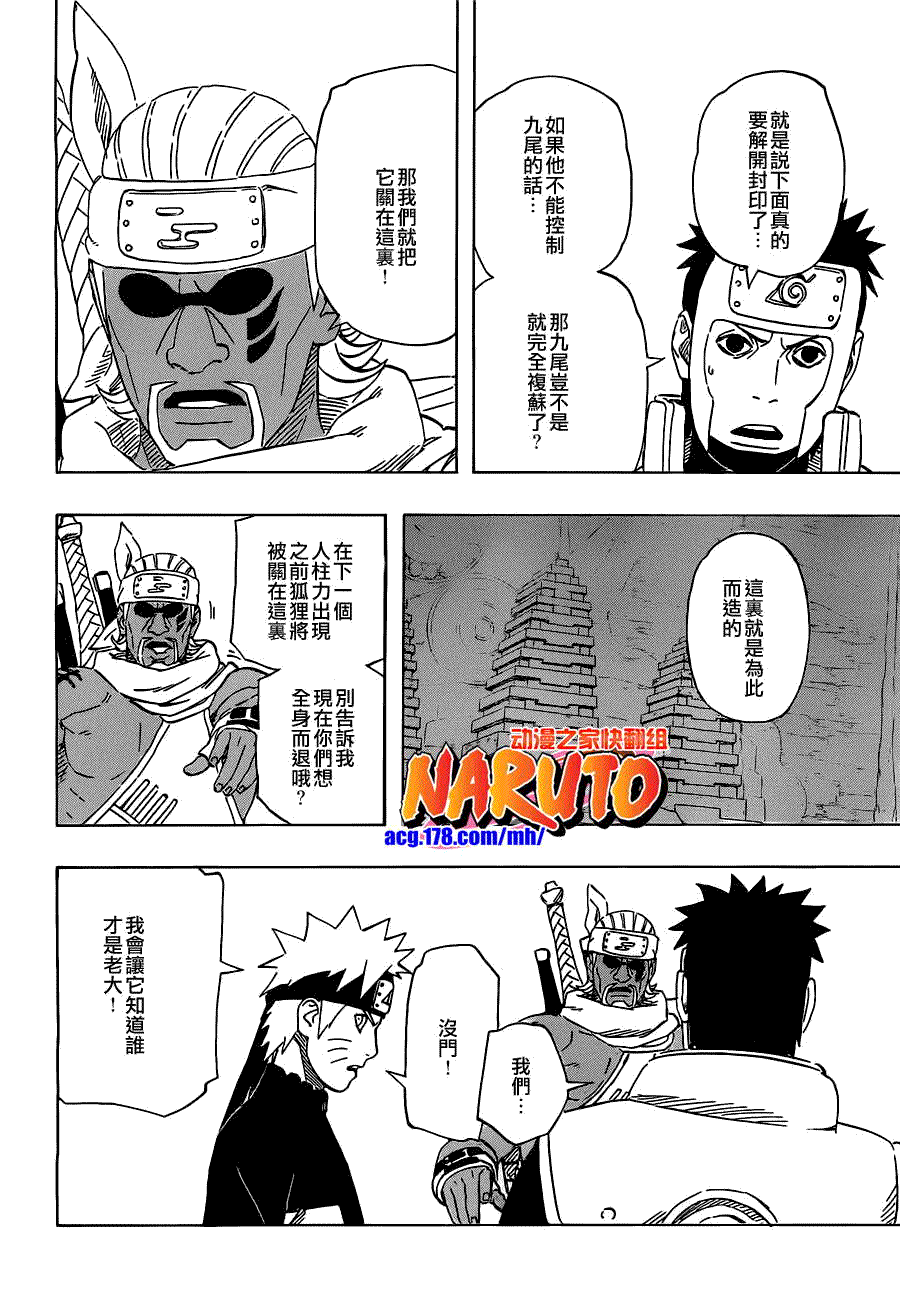 就是説下面真的
要解開封印了…
如果他不能控制
九尾的話…
那九尾豈不是
就完全複蘇了？
那我們就把
它關在這裏！
這裏就是為此
而造的
在下一個
人柱力出現
之前狐狸將
被關在這裏
別告訴我
現在你們想
全身而退哦？
动漫之家快翻组
NARUTO
acg.178.com/mh/
我們…
沒門！
我會讓它知道誰
才是老大！